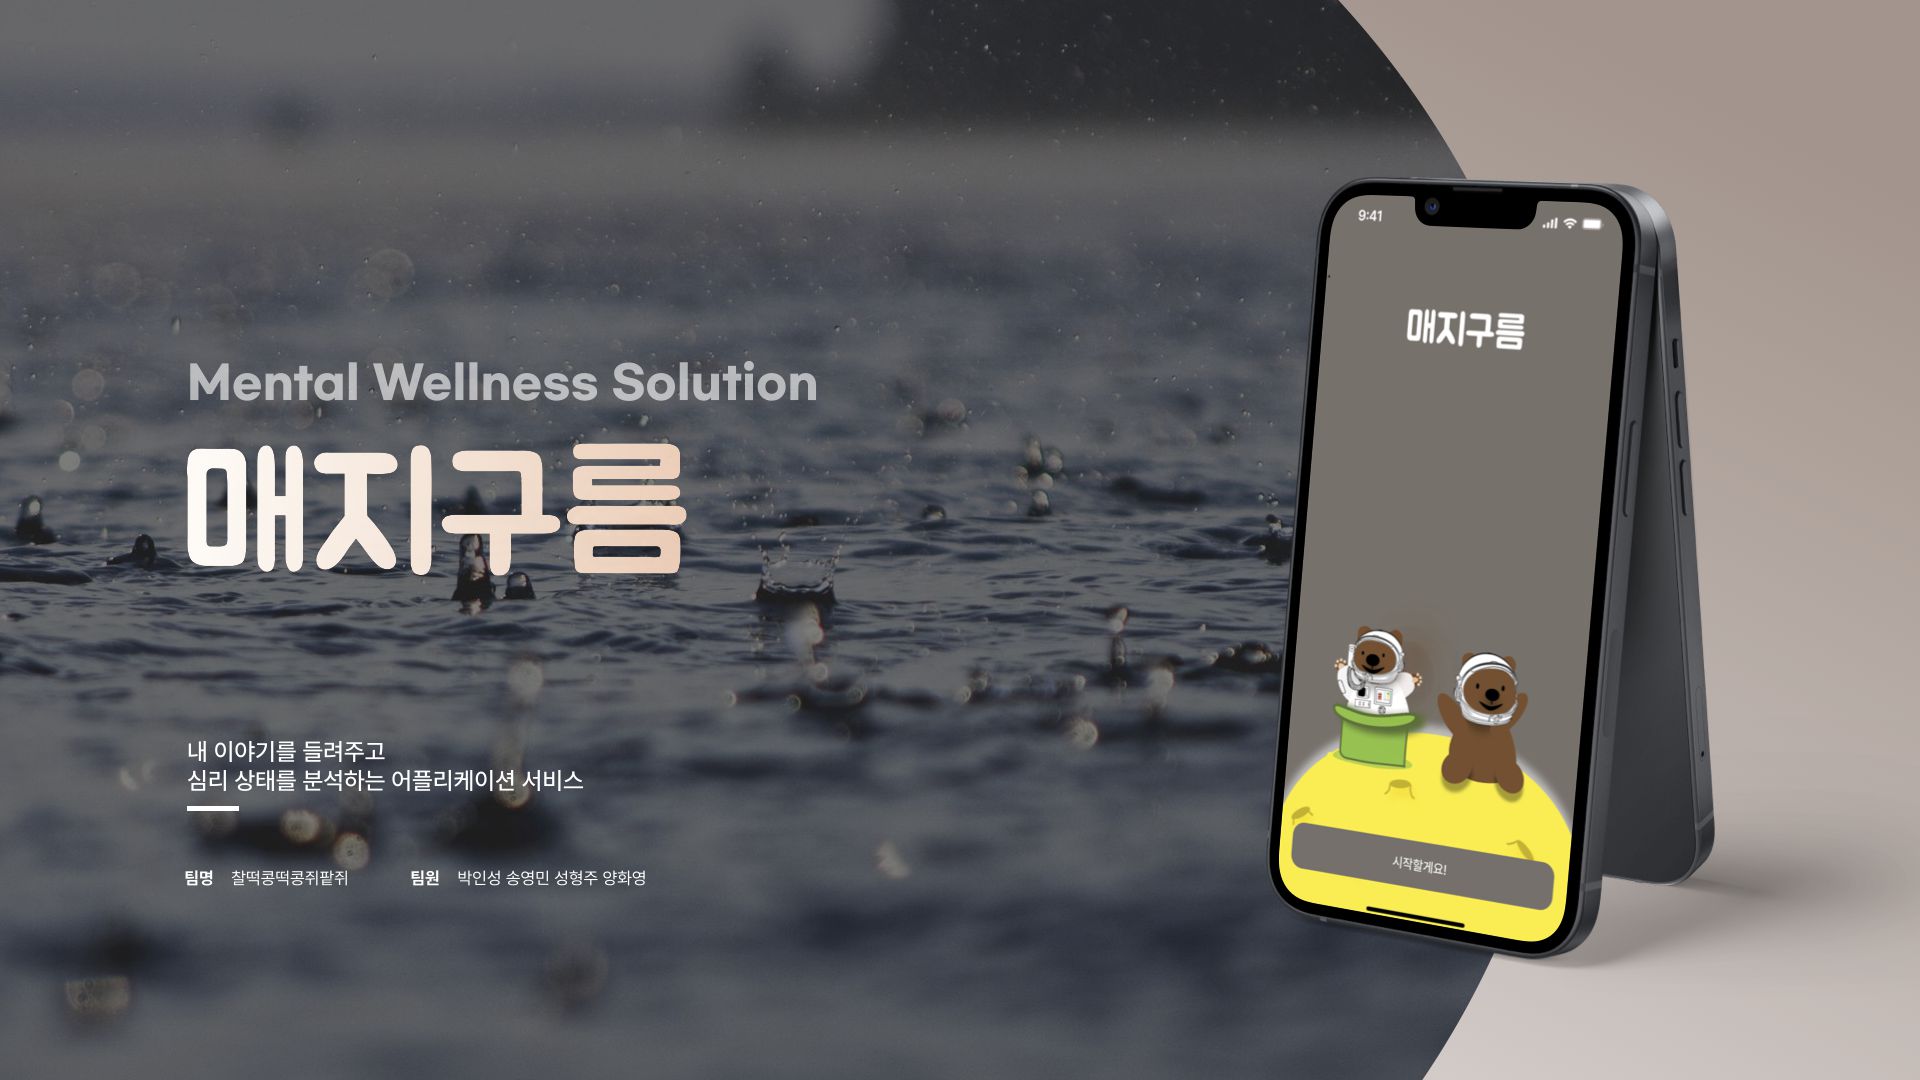 Mental Wellness Solution
매지구름
내 이야기를 들려주고
심리 상태를 분석하는 어플리케이션 서비스
팀명 찰떡콩떡콩쥐팥쥐 팀원 박인성 송영민 성형주 양화영
9:41
매지구름
시작할게요!